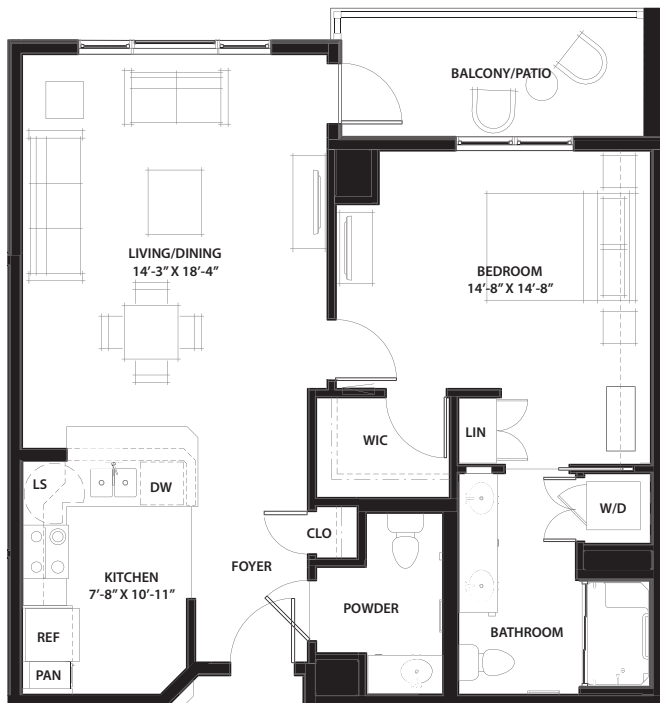 BALCONY/PATIO
LIVING/DINING
14'-3" X 18'-4"
BEDROOM
14'-8" X 14'-8"
WIC
LIN
LS
DW
W/D
CLO
FOYER
KITCHEN
7'-8" X 10'-11"
POWDER
BATHROOM
REF
PAN